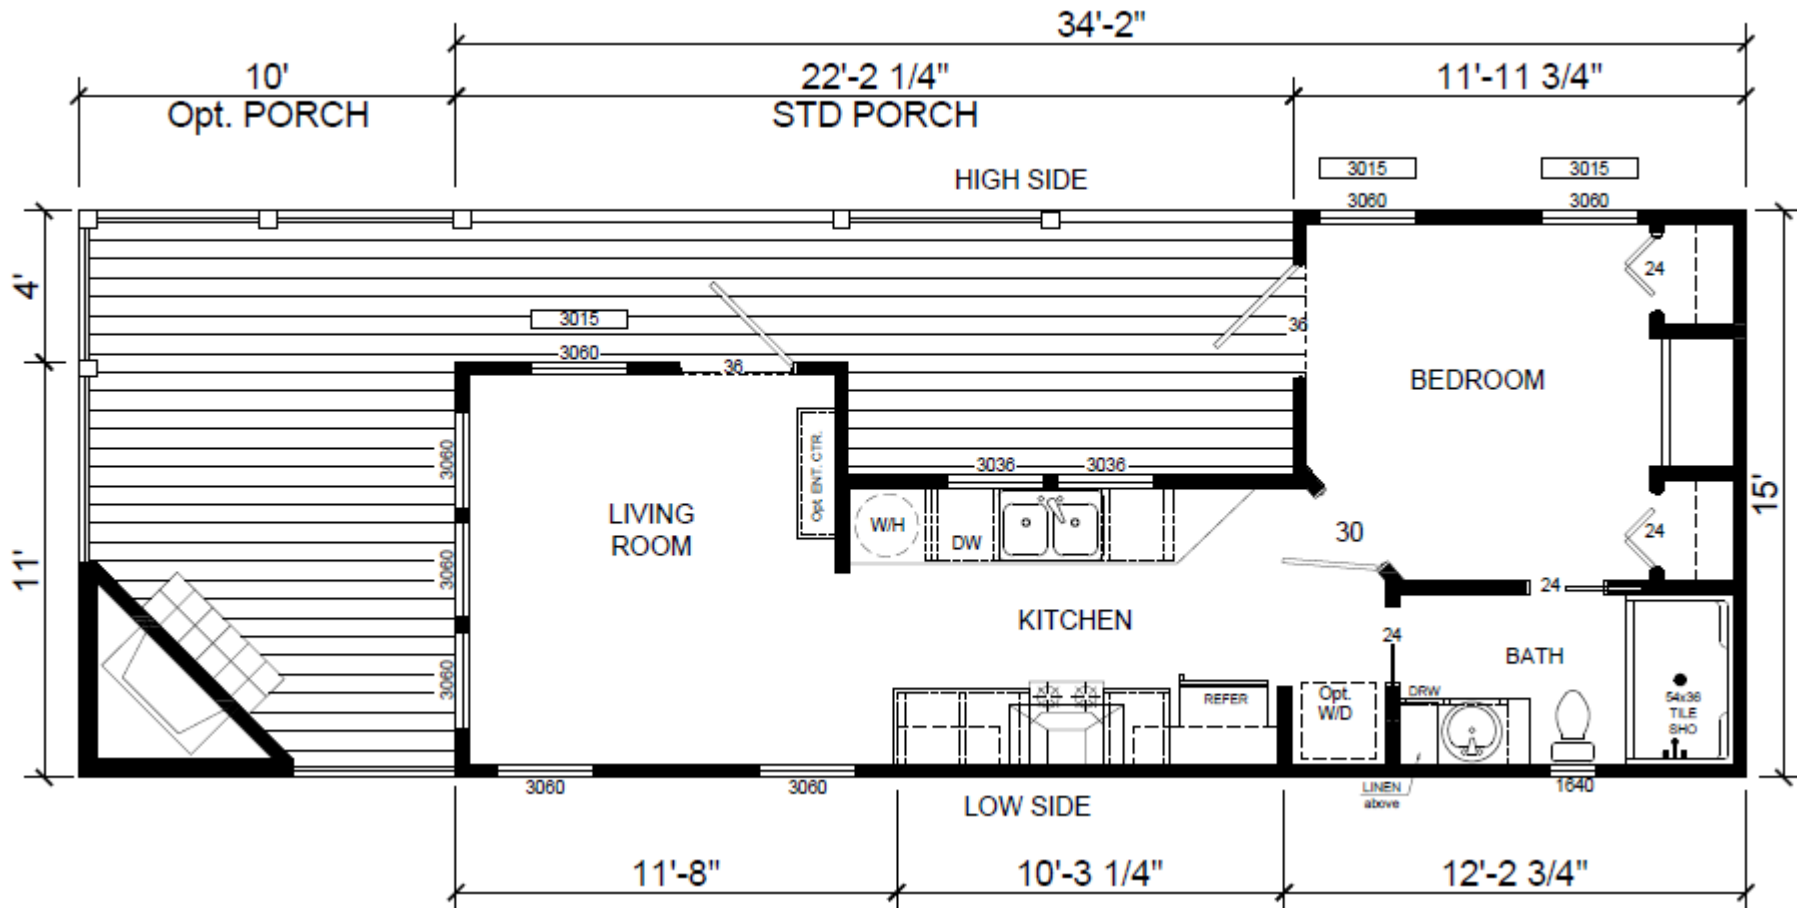 34'-2"
10'
22'-2 1/4"
11'-11 3/4"
Opt. PORCH
STD PORCH
HIGH SIDE
3015
3015
3060
3060
4'
24
3015
36
3060
36
BEDROOM
3060
Opt ENT. CTR.
3036
3036
15'
LIVING
ROOM
W/H
DW
30
24
11'
3060
24
KITCHEN
24
BATH
3060
Opt.
W/D
DRW
REFER
54x36
TILE
SHO
3060
3060
LINEN
above
1640
LOW SIDE
11'-8"
10'-3 1/4"
12'-2 3/4"